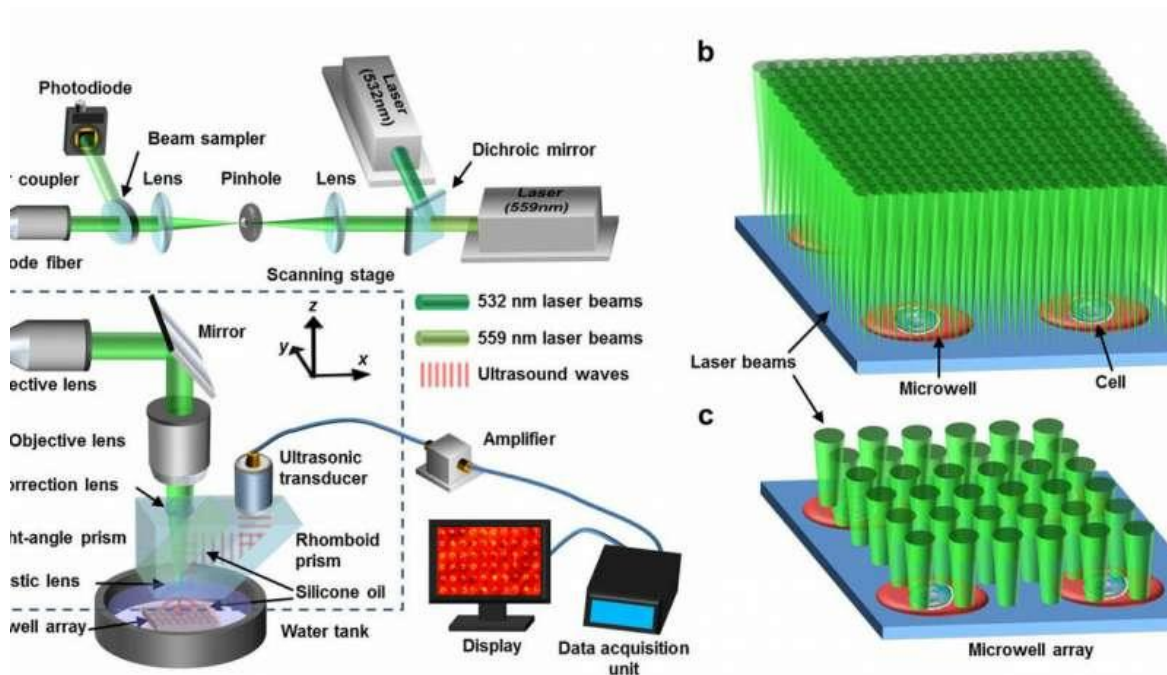 Photodiode
Beam sampler
coupler
Lens
Pinhole
Lens
Dichroic mirror
Laser
(532nm)
Laser
(559nm)
ode fiber
Scanning stage
532 nm laser beams
559 nm laser beams
Ultrasound waves
Mirror
z
y
x
ective lens
Objective lens
Ultrasonic
transducer
Amplifier
orrection lens
ht-angle prism
Rhomboid
prism
stic lens
Silicone oil
well array
Water tank
Display
Data acquisition
unit
b
Laser beams
Microwell
Cell
c
Microwell array